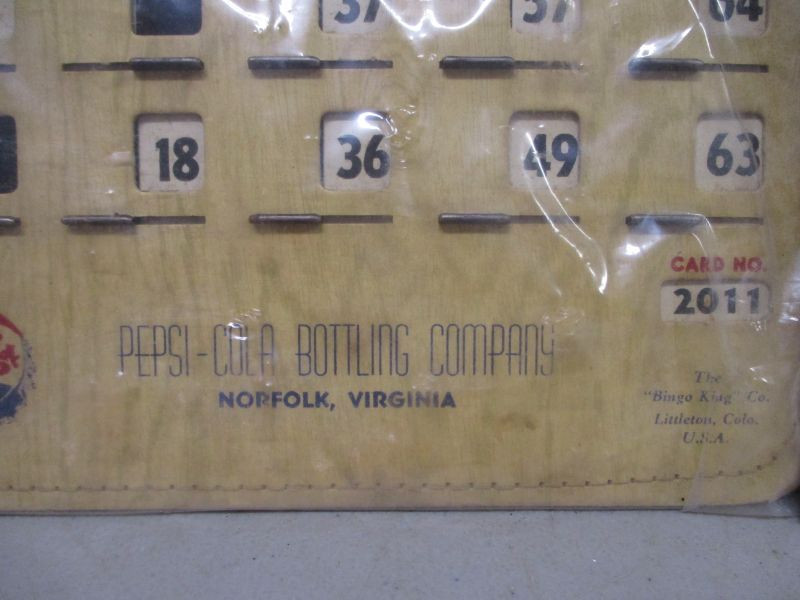 37 37 64
18 36 49 63
CARD NO.
2011
PEPSI-COLA BOTTLING COMPANY
NORFOLK, VIRGINIA
The
"Bingo King" Co.
Littleton, Colo.
U.S.A.